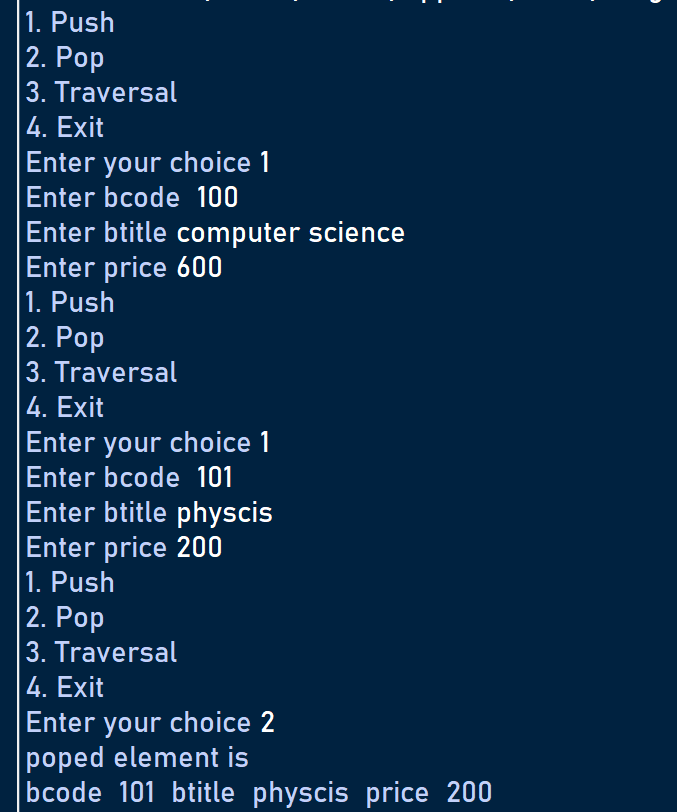 1. Push
2. Pop
3. Traversal
4. Exit
Enter your choice 1
Enter bcode  100
Enter btitle computer science
Enter price 600
1. Push
2. Pop
3. Traversal
4. Exit
Enter your choice 1
Enter bcode  101
Enter btitle physcis
Enter price 200
1. Push
2. Pop
3. Traversal
4. Exit
Enter your choice 2
poped element is
bcode  101  btitle  physcis  price  200